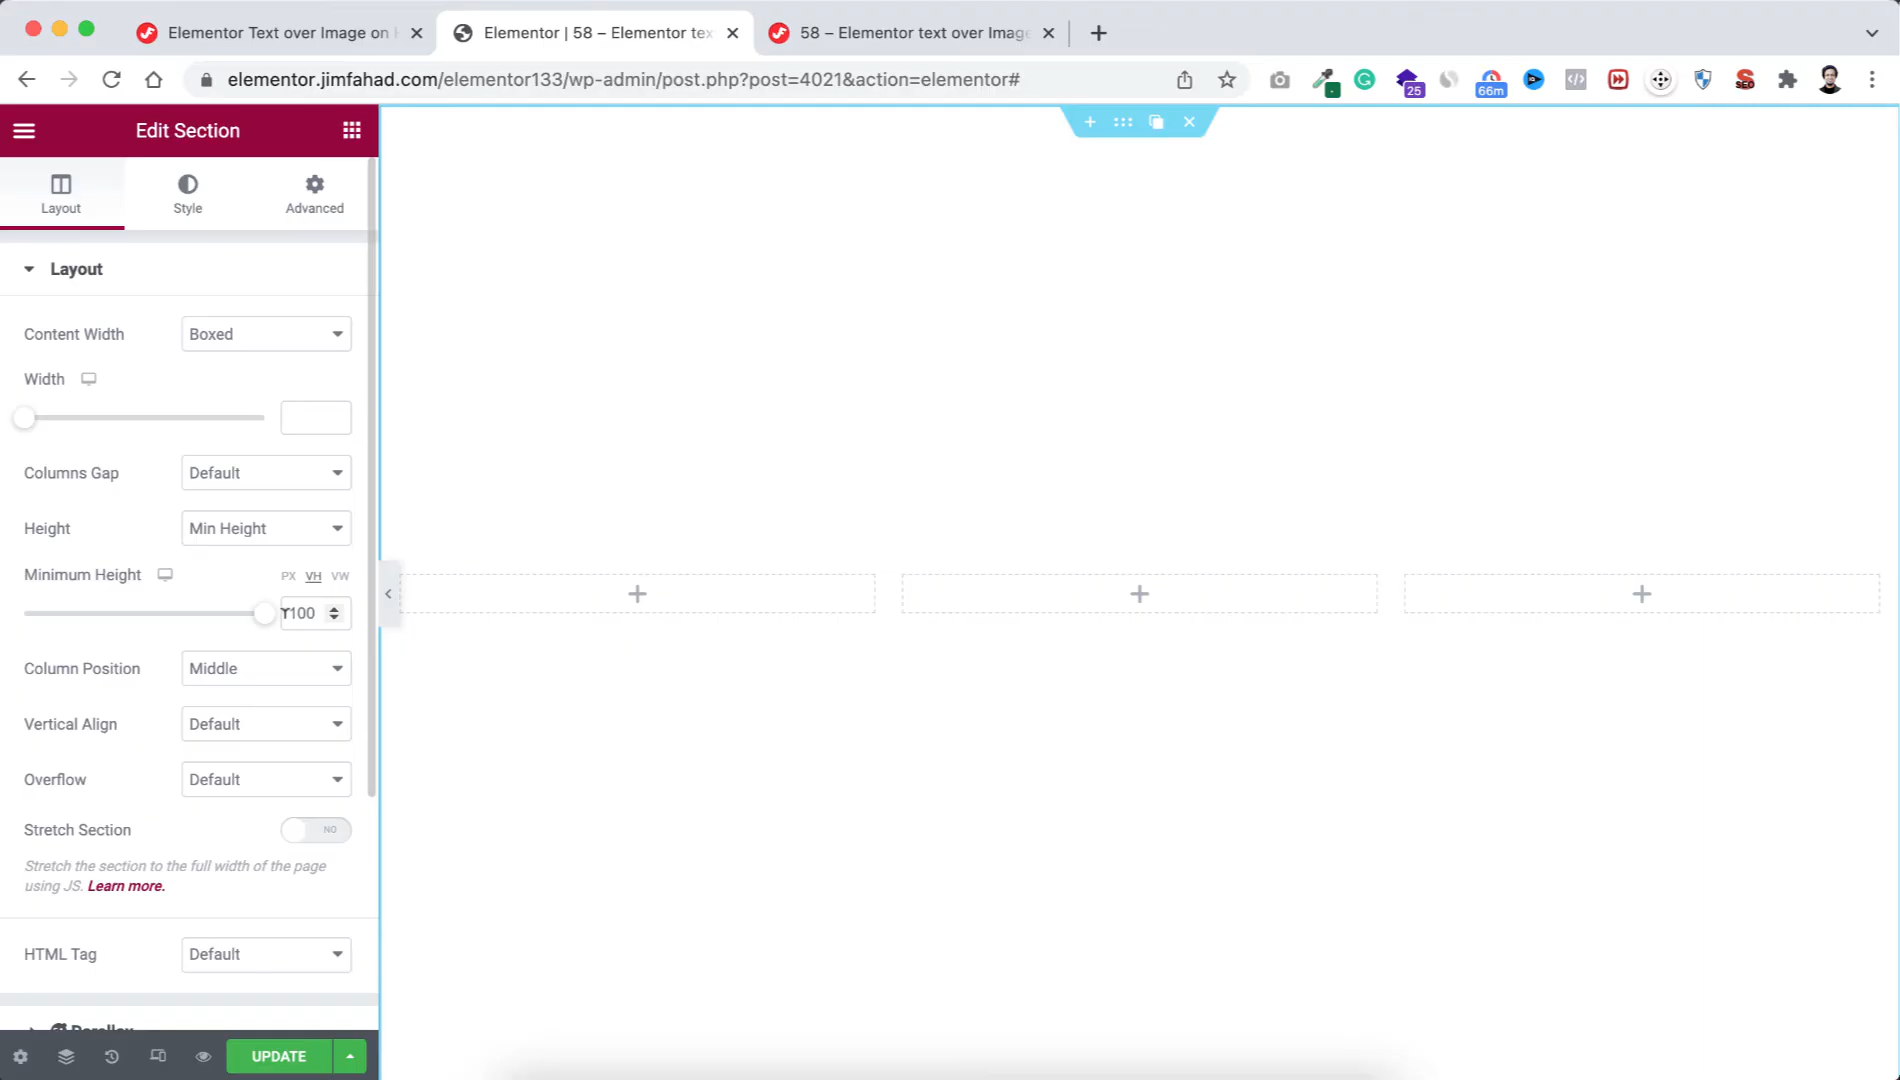 Elementor Text over Image on
Elementor | 58 – Elementor tex
58 – Elementor text over Imag
elementor.jimfahad.com/elementor133/wp-admin/post.php?post=4021&action=elementor#
25
66m
SEO
Edit Section
Layout
Style
Advanced
Layout
Content Width
Boxed
Width
Columns Gap
Default
Height
Min Height
Minimum Height
PX VH VW
100
Column Position
Middle
Vertical Align
Default
Overflow
Default
Stretch Section
NO
Stretch the section to the full width of the page
using JS. Learn more.
HTML Tag
Default
Parallax
UPDATE